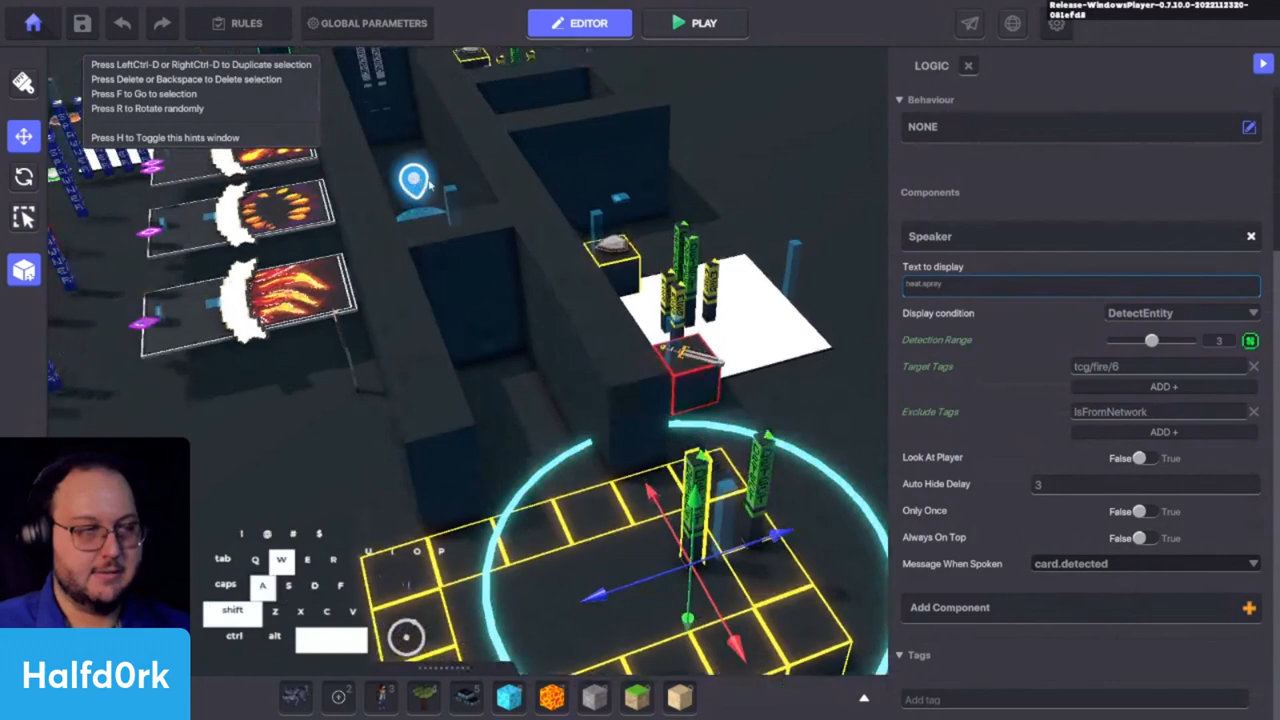 RULES
GLOBAL PARAMETERS
EDITOR
PLAY
Release-WindowsPlayer-0.7.10.0-2022112320-
081efd8
Press LeftCtrl-D or RightCtrl-D to Duplicate selection
Press Delete or Backspace to Delete selection
Press F to Go to selection
Press R to Rotate randomly
Press H to Toggle this hints window
LOGIC
Behaviour
NONE
Components
Speaker
Text to display
heat.spray
Display condition DetectEntity
Detection Range 3
Target Tags tcg/fire/6
ADD +
Exclude Tags IsFromNetwork
ADD +
Look At Player False True
Auto Hide Delay 3
Only Once False True
Always On Top False True
Message When Spoken card.detected
Add Component
Tags
Add tag
! @ # $
tab Q W E R U I O P
caps A S D F
shift Z X C V
ctrl alt
Halfd0rk